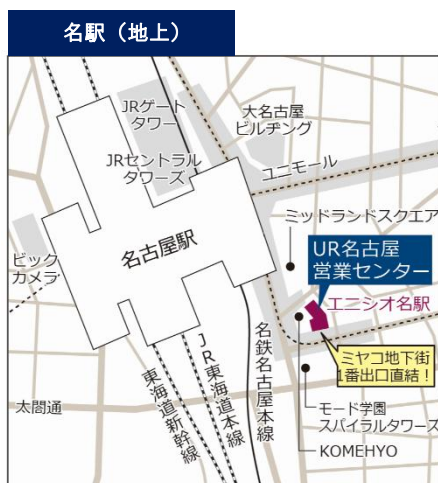 名駅（地上）
JRゲート
タワー
大名古屋
ビルヂング
JRセントラル
タワーズ
ユニモール
ミッドランドスクエア
名古屋駅
UR名古屋
営業センター
ビック
カメラ
エニシオ名駅
ミヤコ地下街
1番出口直結！
名鉄名古屋本線
JR東海道本線
東海道新幹線
太閤通
モード学園
スパイラルタワーズ
KOMEHYO